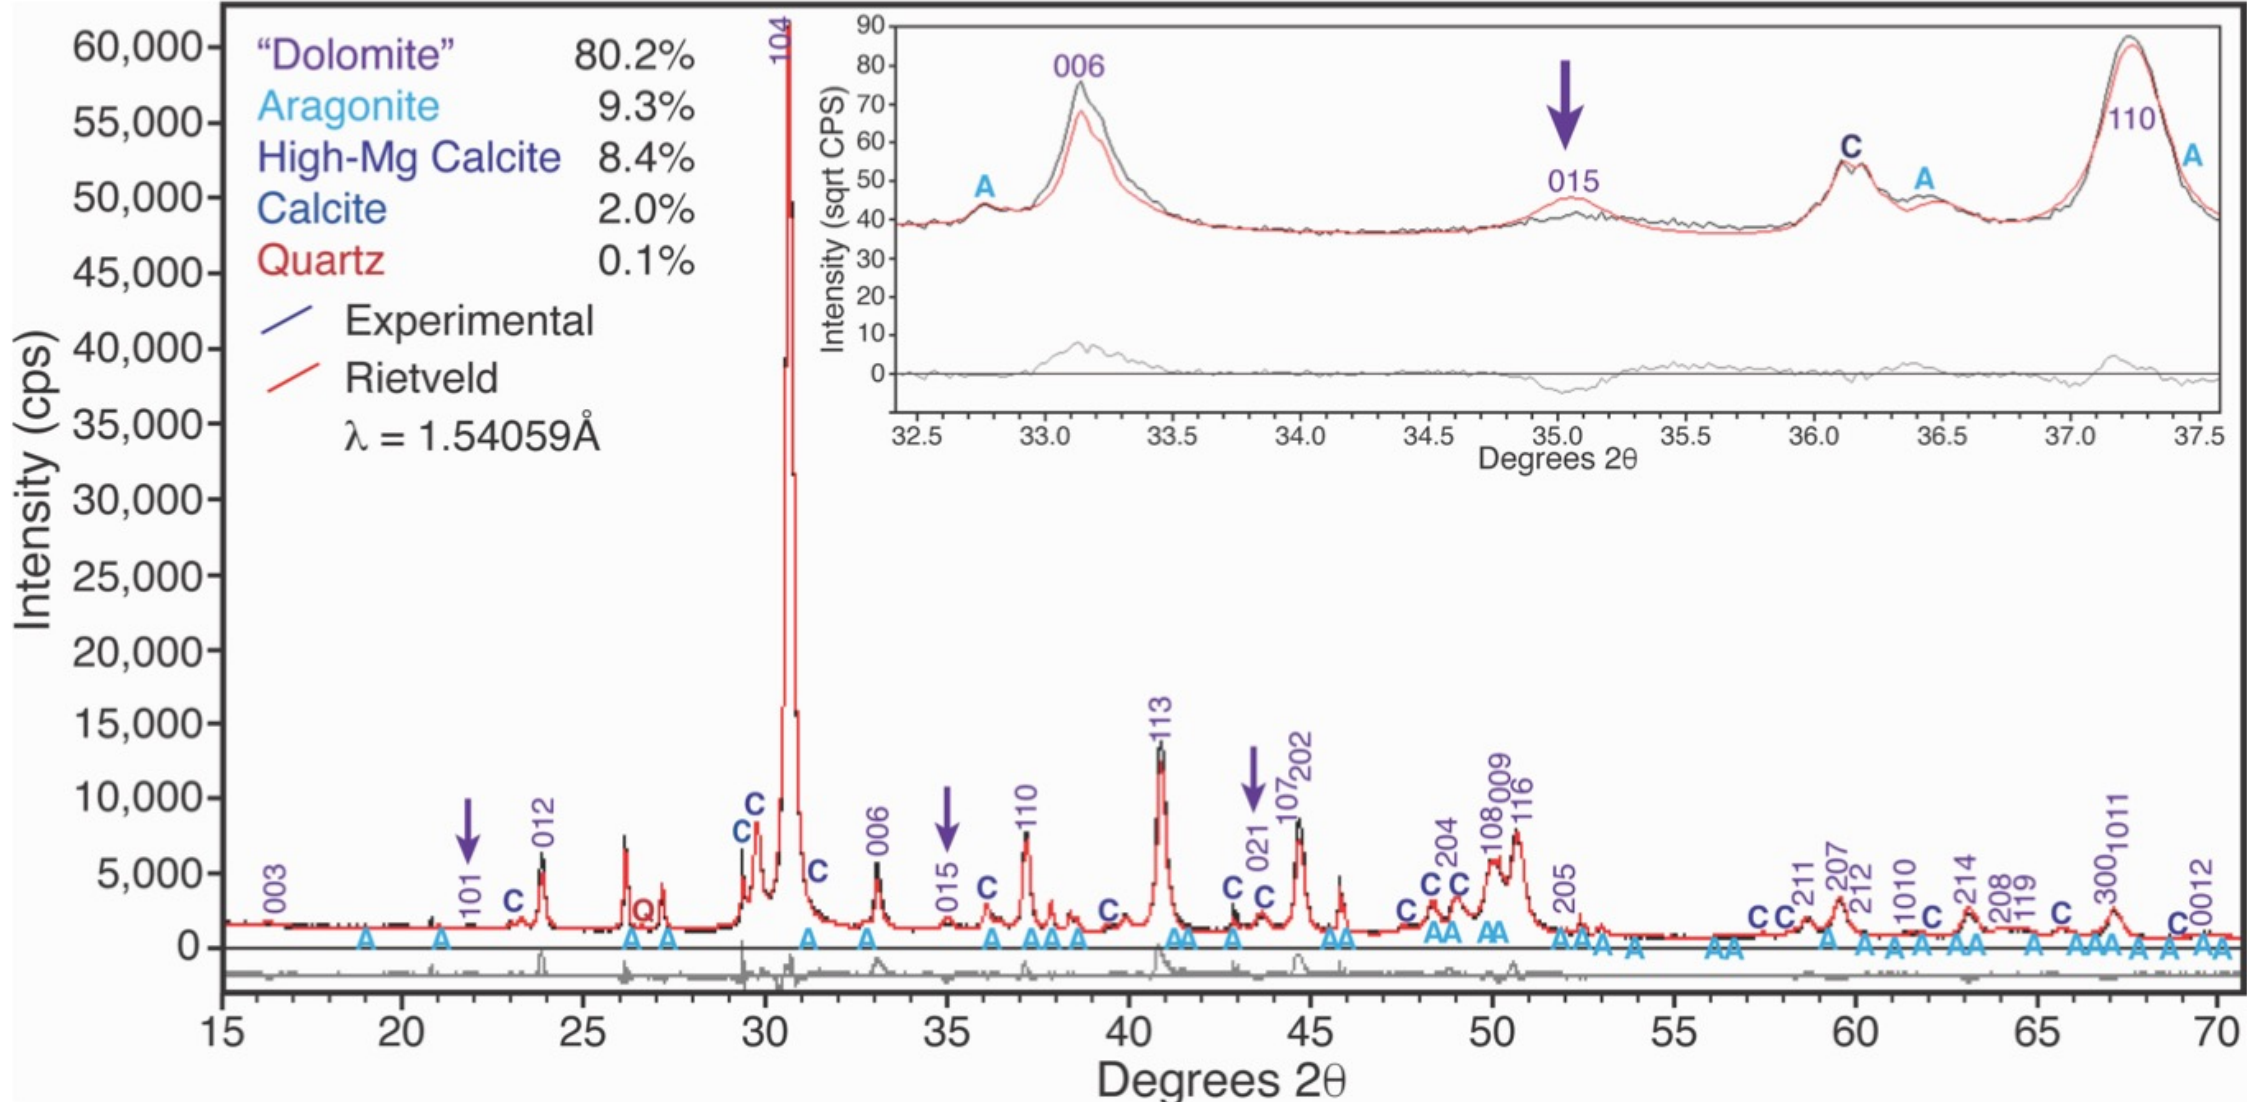 60,000
55,000
50,000
45,000
40,000
35,000
30,000
25,000
20,000
15,000
10,000
5,000
0
Intensity (cps)
“Dolomite” 80.2%
Aragonite 9.3%
High-Mg Calcite 8.4%
Calcite 2.0%
Quartz 0.1%
Experimental
Rietveld
λ = 1.54059Å
104
90
80
70
60
50
40
30
20
10
0
Intensity (sqrt CPS)
A
006
015
C
A
110
A
32.5 33.0 33.5 34.0 34.5 35.0 35.5 36.0 36.5 37.0 37.5
Degrees 2θ
003
101
C
012
Q
C
C
C
006
015
C
110
C
113
C
021
C
107
202
C
C
204
C
108
009
116
205
C
C
211
207
212
1010
C
214
208
119
C
300
1011
C
0012
A A A A A A A A A A A A A A A A A A A A A A A A A A A A A A A A A A A A A A A
15 20 25 30 35 40 45 50 55 60 65 70
Degrees 2θ